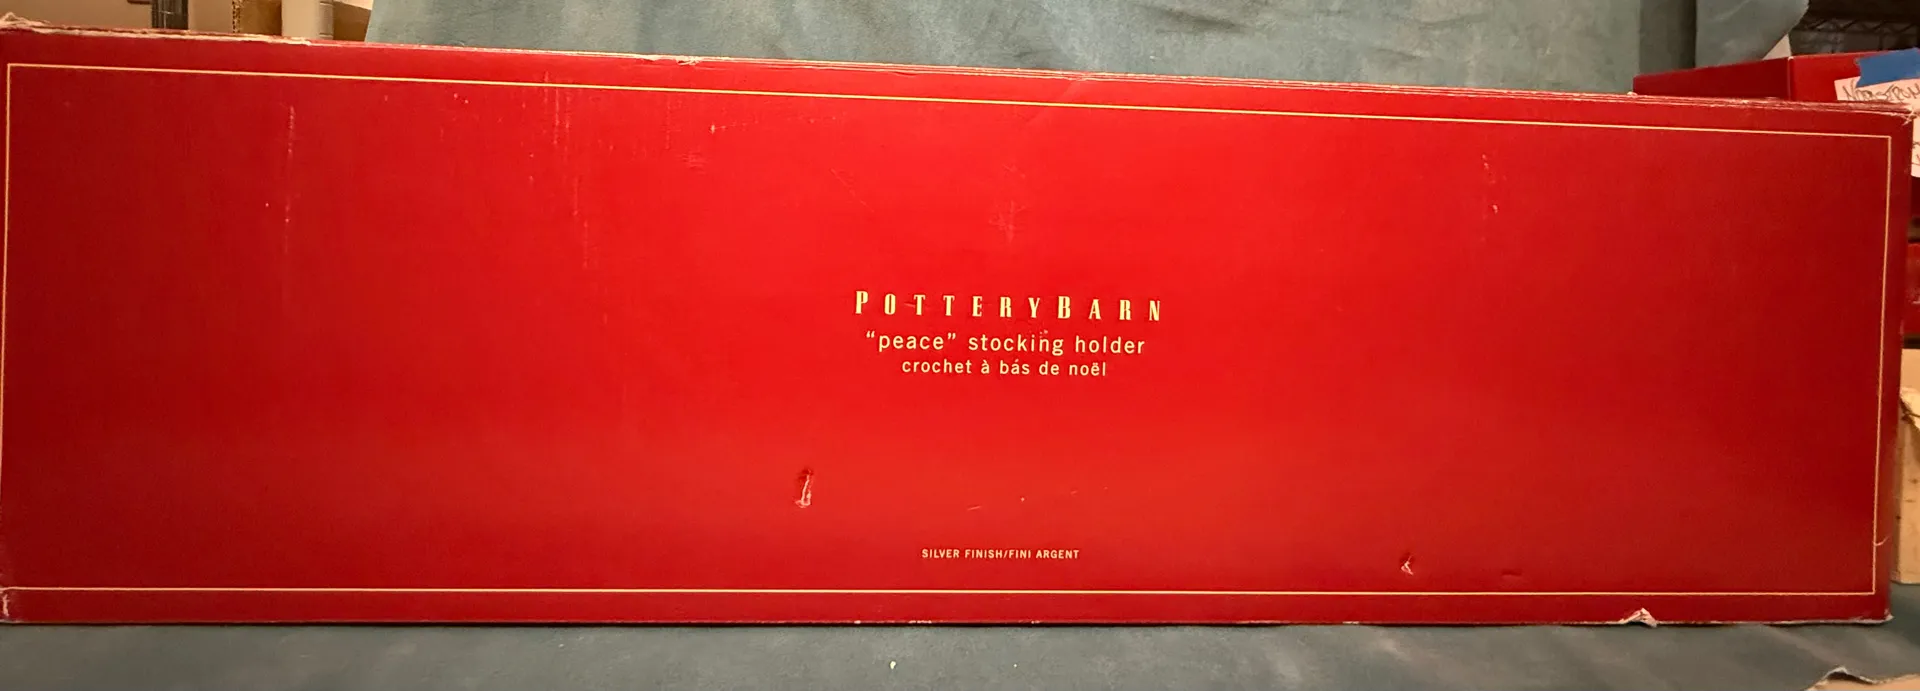 POTTERYBARN
“peace” stocking holder
crochet à bás de noël
SILVER FINISH/FINI ARGENT